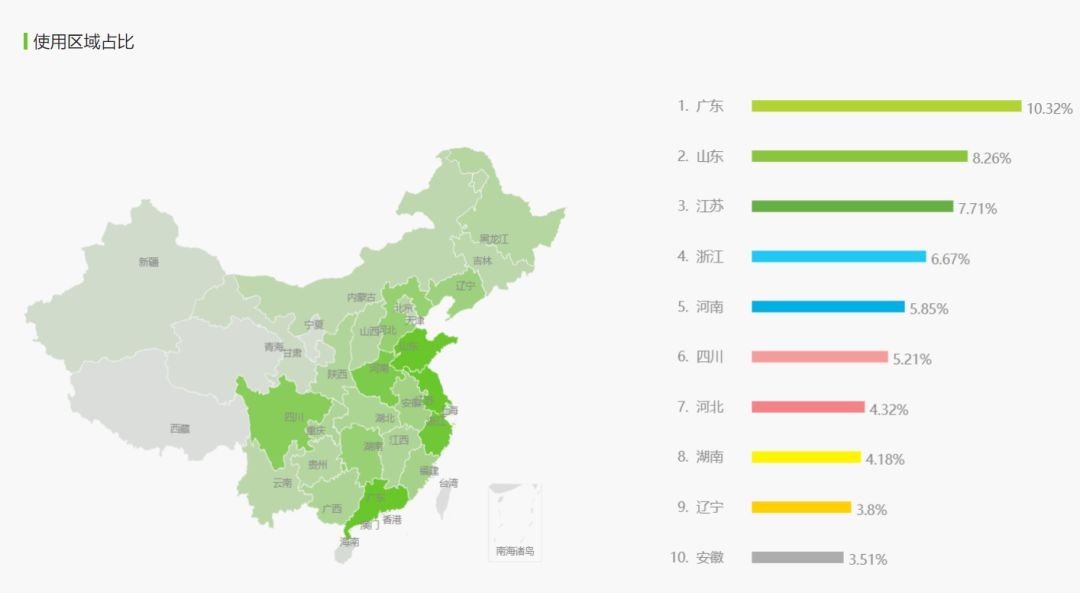 使用区域占比
1. 广东 10.32%
2. 山东 8.26%
3. 江苏 7.71%
4. 浙江 6.67%
5. 河南 5.85%
6. 四川 5.21%
7. 河北 4.32%
8. 湖南 4.18%
9. 辽宁 3.8%
10. 安徽 3.51%
黑龙江
吉林
新疆
辽宁
内蒙古
北京
天津
宁夏
山西
河北
青海
甘肃
山东
河南
陕西
安徽
江苏
上海
四川
湖北
浙江
重庆
西藏
江西
湖南
贵州
福建
云南
台湾
广东
广西
香港
澳门
海南
南海诸岛